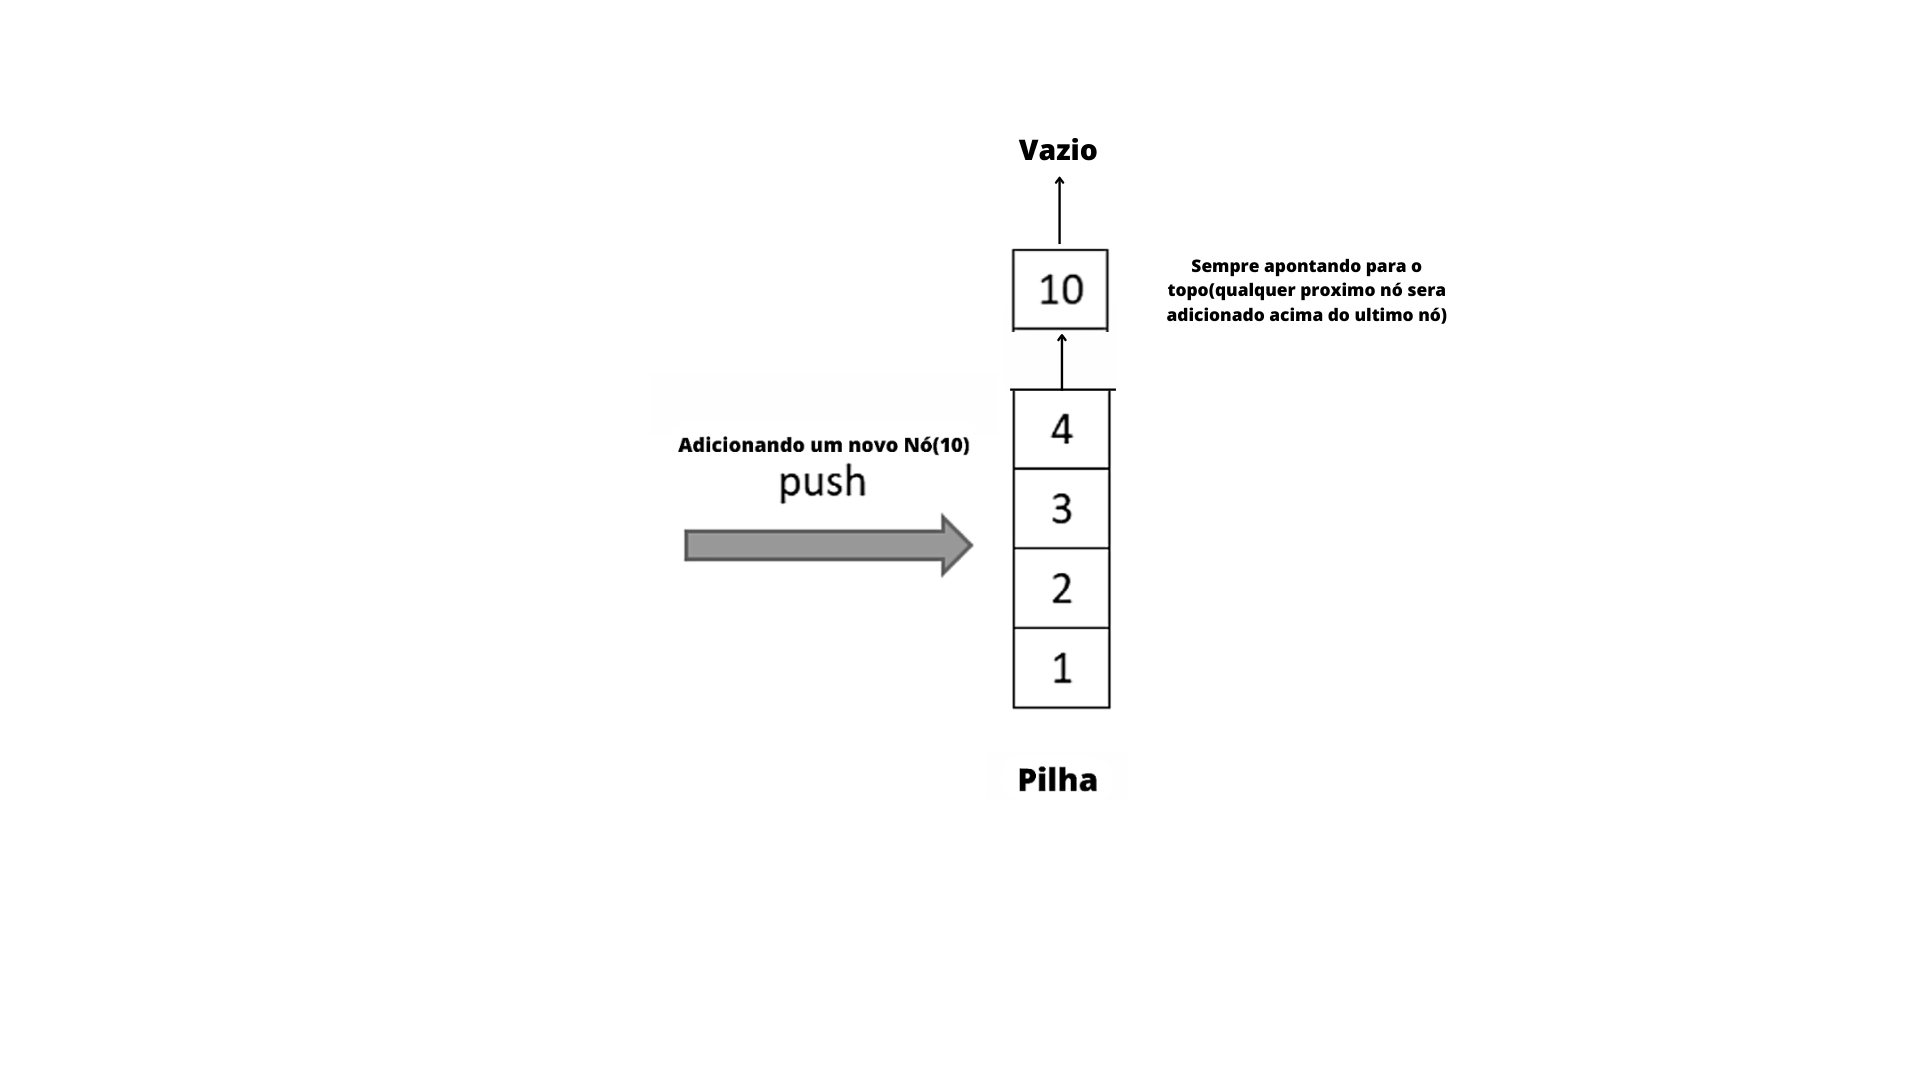 Vazio
10
Sempre apontando para o
topo(qualquer proximo nó sera
adicionado acima do ultimo nó)
4
Adicionando um novo Nó(10)
push
3
2
1
Pilha